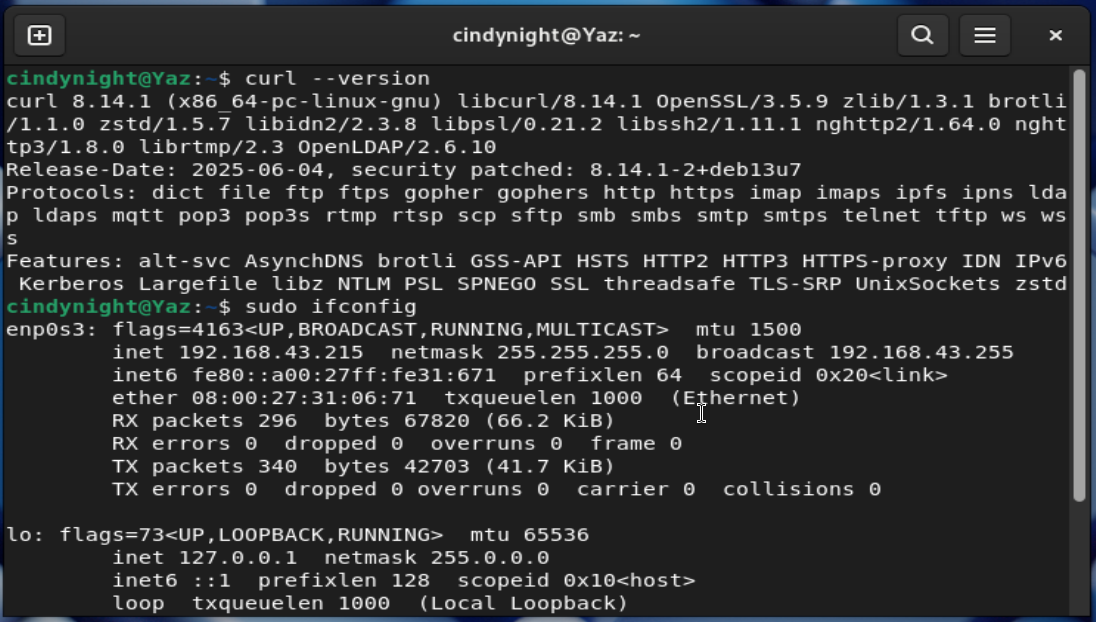 cindynight@Yaz: ~
cindynight@Yaz:~$ curl --version
curl 8.14.1 (x86_64-pc-linux-gnu) libcurl/8.14.1 OpenSSL/3.5.9 zlib/1.3.1 brotli
/1.1.0 zstd/1.5.7 libidn2/2.3.8 libpsl/0.21.2 libssh2/1.11.1 nghttp2/1.64.0 nght
tp3/1.8.0 librtmp/2.3 OpenLDAP/2.6.10
Release-Date: 2025-06-04, security patched: 8.14.1-2+deb13u7
Protocols: dict file ftp ftps gopher gophers http https imap imaps ipfs ipns lda
p ldaps mqtt pop3 pop3s rtmp rtsp scp sftp smb smbs smtp smtps telnet tftp ws ws
s
Features: alt-svc AsynchDNS brotli GSS-API HSTS HTTP2 HTTP3 HTTPS-proxy IDN IPv6
 Kerberos Largefile libz NTLM PSL SPNEGO SSL threadsafe TLS-SRP UnixSockets zstd
cindynight@Yaz:~$ sudo ifconfig
enp0s3: flags=4163<UP,BROADCAST,RUNNING,MULTICAST>  mtu 1500
        inet 192.168.43.215  netmask 255.255.255.0  broadcast 192.168.43.255
        inet6 fe80::a00:27ff:fe31:671  prefixlen 64  scopeid 0x20<link>
        ether 08:00:27:31:06:71  txqueuelen 1000  (Ethernet)
        RX packets 296  bytes 67820 (66.2 KiB)
        RX errors 0  dropped 0  overruns 0  frame 0
        TX packets 340  bytes 42703 (41.7 KiB)
        TX errors 0  dropped 0 overruns 0  carrier 0  collisions 0

lo: flags=73<UP,LOOPBACK,RUNNING>  mtu 65536
        inet 127.0.0.1  netmask 255.0.0.0
        inet6 ::1  prefixlen 128  scopeid 0x10<host>
        loop  txqueuelen 1000  (Local Loopback)